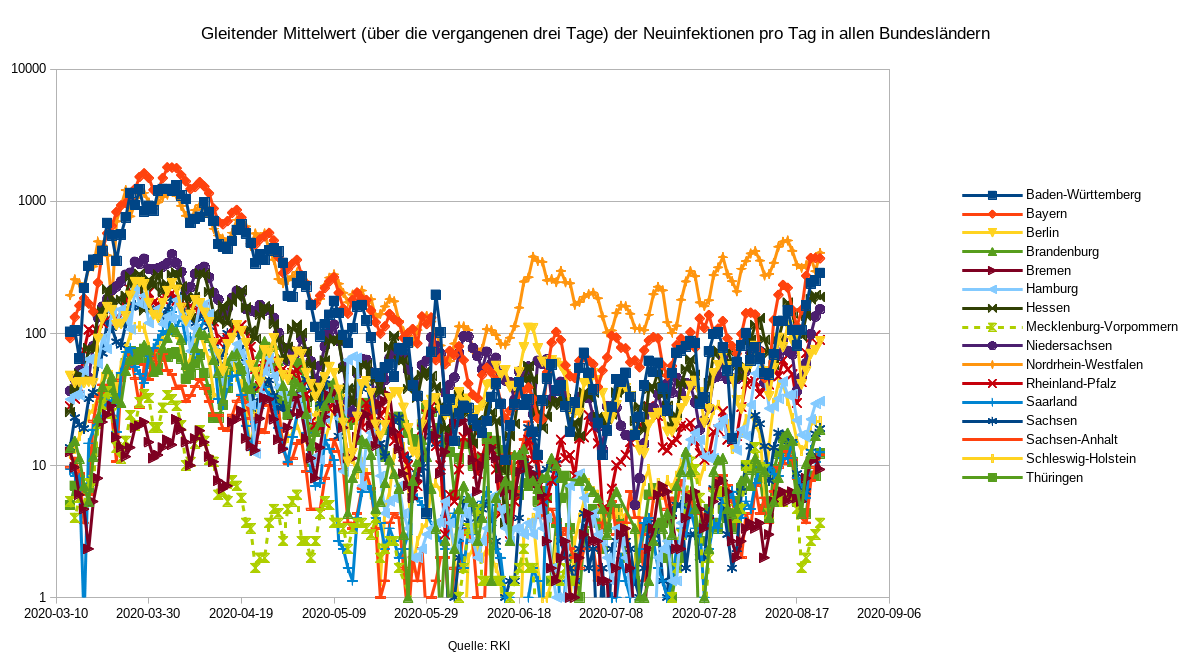 Gleitender Mittelwert (über die vergangenen drei Tage) der Neuinfektionen pro Tag in allen Bundesländern
10000
1000
100
10
1
2020-03-10 2020-03-30 2020-04-19 2020-05-09 2020-05-29 2020-06-18 2020-07-08 2020-07-28 2020-08-17 2020-09-06
Quelle: RKI
Baden-Württemberg
Bayern
Berlin
Brandenburg
Bremen
Hamburg
Hessen
Mecklenburg-Vorpommern
Niedersachsen
Nordrhein-Westfalen
Rheinland-Pfalz
Saarland
Sachsen
Sachsen-Anhalt
Schleswig-Holstein
Thüringen